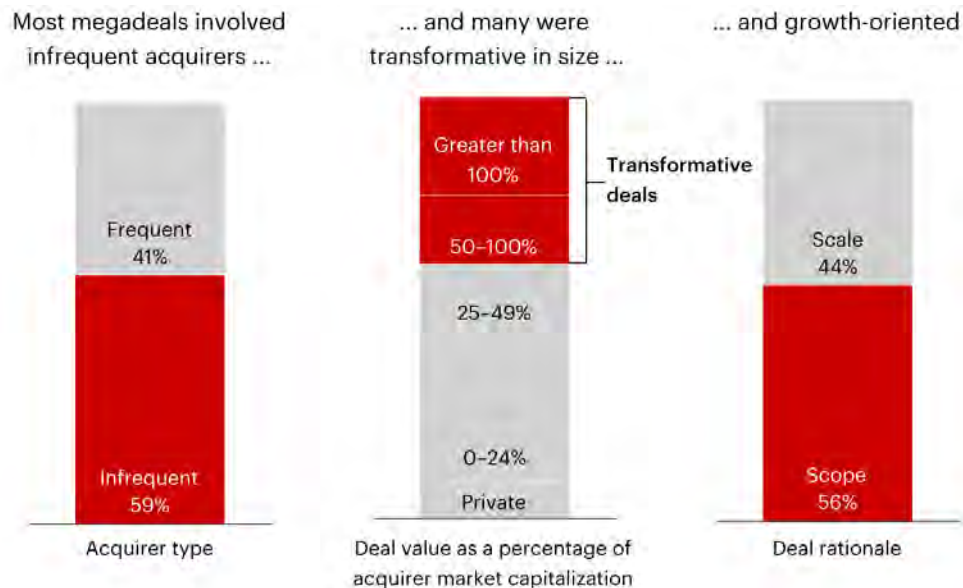 Most megadeals involved
infrequent acquirers ...
Frequent
41%
Infrequent
59%
Acquirer type
... and many were
transformative in size ...
Greater than
100%
50–100%
Transformative
deals
25–49%
0–24%
Private
Deal value as a percentage of
acquirer market capitalization
... and growth-oriented
Scale
44%
Scope
56%
Deal rationale